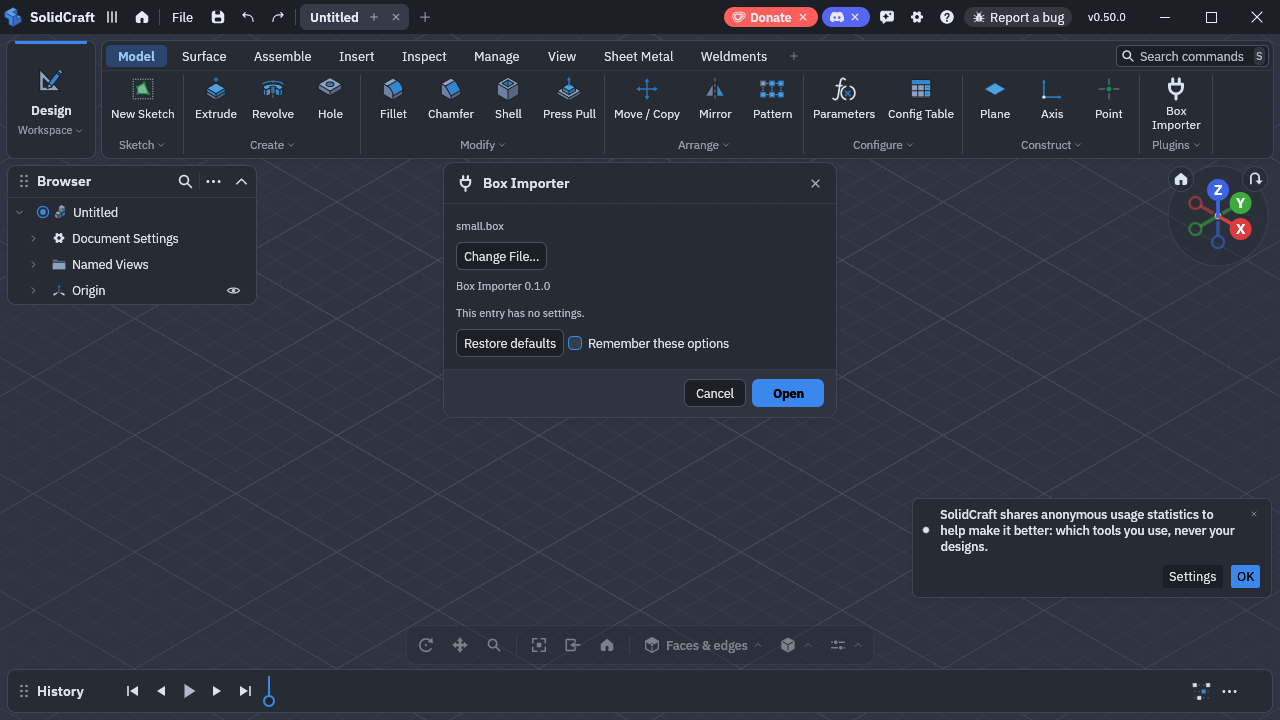 SolidCraft
File
Untitled
Donate
Report a bug
v0.50.0
Design
Workspace
Model
Surface
Assemble
Insert
Inspect
Manage
View
Sheet Metal
Weldments
Search commands
S
New Sketch
Extrude
Revolve
Hole
Fillet
Chamfer
Shell
Press Pull
Move / Copy
Mirror
Pattern
Parameters
Config Table
Plane
Axis
Point
Box
Importer
Sketch
Create
Modify
Arrange
Configure
Construct
Plugins
Browser
Untitled
Document Settings
Named Views
Origin
Box Importer
small.box
Change File...
Box Importer 0.1.0
This entry has no settings.
Restore defaults
Remember these options
Cancel
Open
Z
Y
X
SolidCraft shares anonymous usage statistics to
help make it better: which tools you use, never your
designs.
Settings
OK
Faces & edges
History